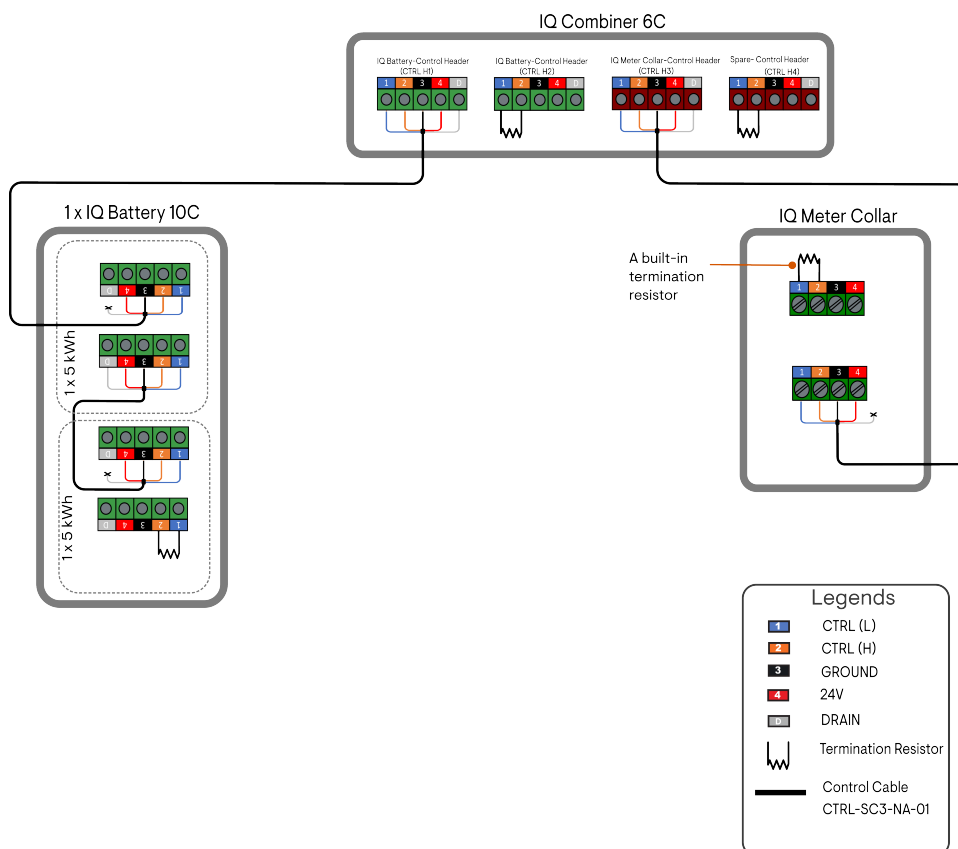 IQ Combiner 6C
IQ Battery-Control Header
(CTRL H1)
IQ Battery-Control Header
(CTRL H2)
IQ Meter Collar-Control Header
(CTRL H3)
Spare- Control Header
(CTRL H4)
1 2 3 4 D
1 2 3 4 D
1 2 3 4 D
1 2 3 4 D
1 x IQ Battery 10C
1 x 5 kWh
D 4 3 2 1
D 4 3 2 1
1 x 5 kWh
D 4 3 2 1
D 4 3 2 1
IQ Meter Collar
A built-in
termination
resistor
1 2 3 4
1 2 3 4
Legends
1 CTRL (L)
2 CTRL (H)
3 GROUND
4 24V
D DRAIN
Termination Resistor
Control Cable
CTRL-SC3-NA-01